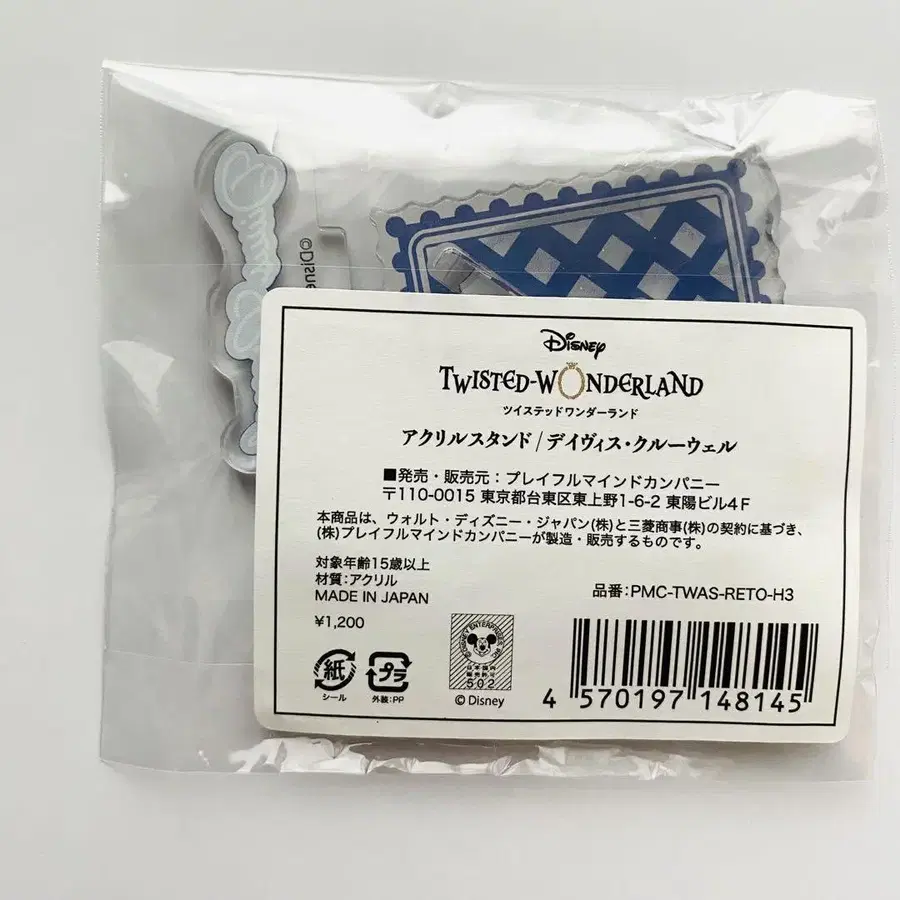 ©Disne
Disney
TWISTED-WONDERLAND
ツイステッドワンダーランド
アクリルスタンド/デイヴィス・クルーウェル
■発売・販売元:プレイフルマインドカンパニー
〒110-0015 東京都台東区東上野1-6-2 東陽ビル4F
本商品は、ウォルト・ディズニー・ジャパン(株)と三菱商事(株)の契約に基づき、
(株)プレイフルマインドカンパニーが製造・販売するものです。
対象年齢15歳以上
材質:アクリル
MADE IN JAPAN
品番:PMC-TWAS-RETO-H3
¥1,200
紙
シール
プラ
外装:PP
日本国内
販売許可
502
© Disney
4 570197 148145